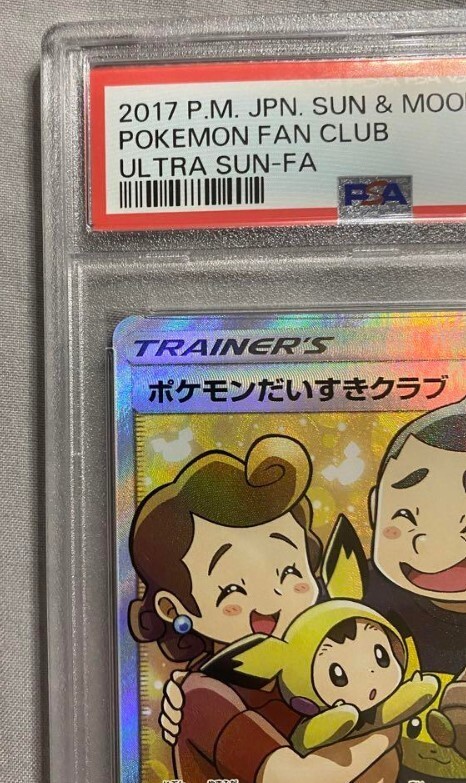 2017 P.M. JPN. SUN & MOO
POKEMON FAN CLUB
ULTRA SUN-FA
PSA
TRAINER'S
ポケモンだいすきクラブ